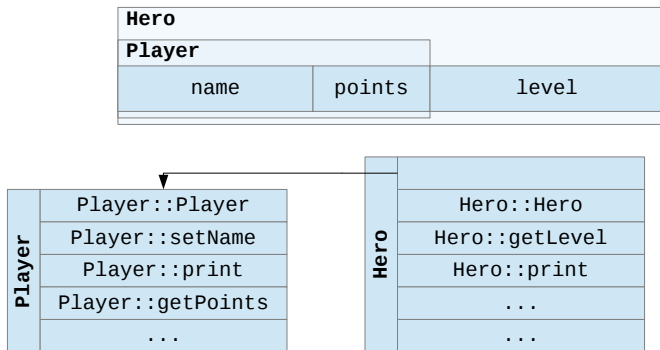 Hero
Player
name points level
Player
Player::Player
Player::setName
Player::print
Player::getPoints
...
Hero
Hero::Hero
Hero::getLevel
Hero::print
...
...